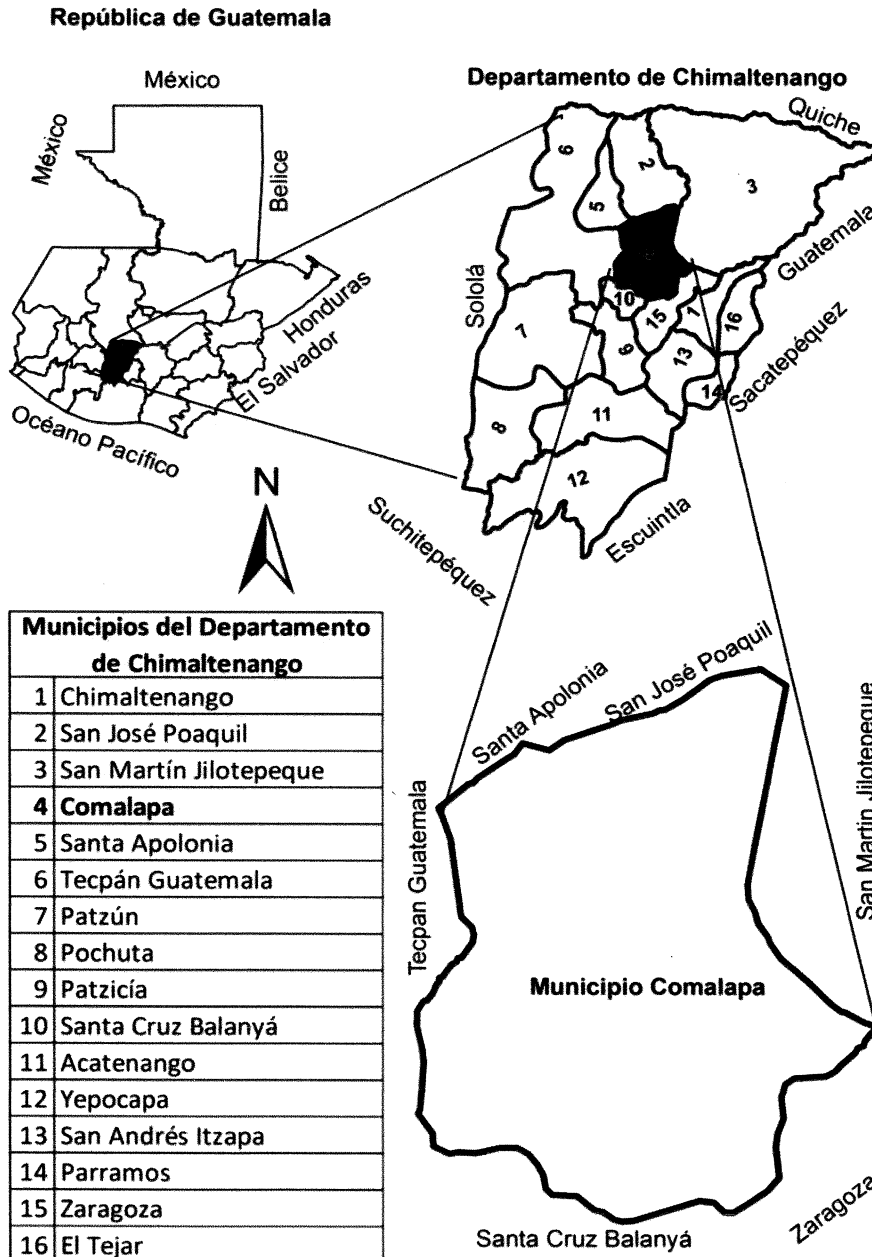 República de Guatemala
México
México
Belice
Honduras
El Salvador
Océano Pacífico
N
Departamento de Chimaltenango
Quiche
Guatemala
Sololá
Sacatepéquez
Escuintla
Suchitepéquez
6
2
3
5
10
15
1
16
7
9
13
14
8
11
12
Municipios del Departamento
de Chimaltenango
1 Chimaltenango
2 San José Poaquil
3 San Martín Jilotepeque
4 Comalapa
5 Santa Apolonia
6 Tecpán Guatemala
7 Patzún
8 Pochuta
9 Patzicía
10 Santa Cruz Balanyá
11 Acatenango
12 Yepocapa
13 San Andrés Itzapa
14 Parramos
15 Zaragoza
16 El Tejar
Santa Apolonia
San José Poaquil
Tecpan Guatemala
San Martin Jilotepeque
Municipio Comalapa
Santa Cruz Balanyá
Zaragoza